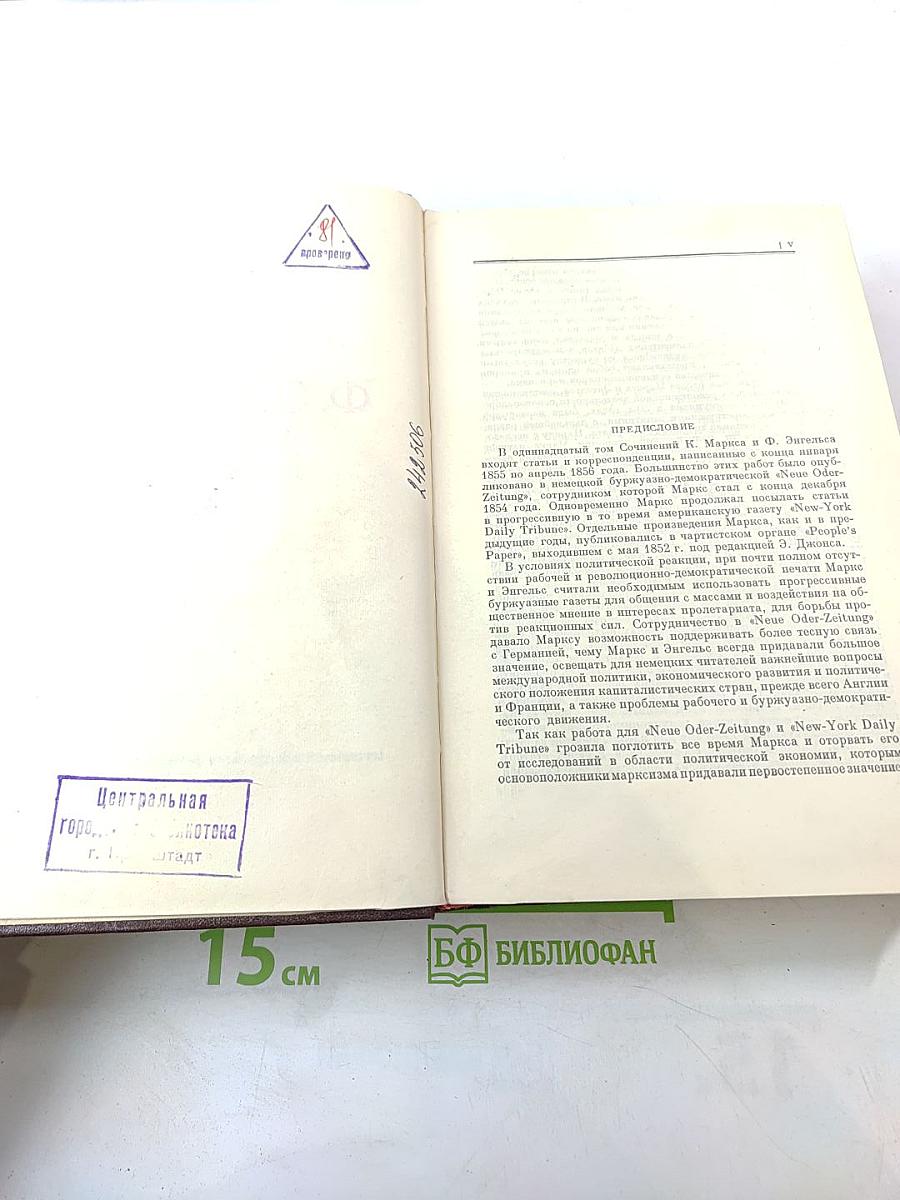 81
проверено
242506
Центральная
г.
V
ПРЕДИСЛОВИЕ
В одиннадцатый том Сочинений К. Маркса и Ф. Энгельса
входят статьи и корреспонденции, написанные с конца января
1855 по апрель 1856 года. Большинство этих работ было опуб-
ликовано в немецкой буржуазно-демократической «Neue Oder-
Zeitung», сотрудником которой Маркс стал с конца декабря
1854 года. Одновременно Маркс продолжал посылать статьи
в прогрессивную в то время американскую газету «New-York
Daily Tribune». Отдельные произведения Маркса, как и в пре-
дыдущие годы, публиковались в чартистском органе «People's
Paper», выходившем с мая 1852 г. под редакцией Э. Джонса.
В условиях политической реакции, при почти полном отсут-
ствии рабочей и революционно-демократической печати Маркс
и Энгельс считали необходимым использовать прогрессивные
буржуазные газеты для общения с массами и воздействия на об-
щественное мнение в интересах пролетариата, для борьбы про-
тив реакционных сил. Сотрудничество в «Neue Oder-Zeitung»
давало Марксу возможность поддерживать более тесную связь
с Германией, чему Маркс и Энгельс всегда придавали большое
значение, освещать для немецких читателей важнейшие вопросы
международной политики, экономического развития и политиче-
ского положения капиталистических стран, прежде всего Англии
и Франции, а также проблемы рабочего и буржуазно-демократи-
ческого движения.
Так как работа для «Neue Oder-Zeitung» и «New-York Daily
Tribune» грозила поглотить все время Маркса и оторвать его
от исследований в области политической экономии, которым
основоположники марксизма придавали первостепенное значение
15 см
БФ БИБЛИОФАН